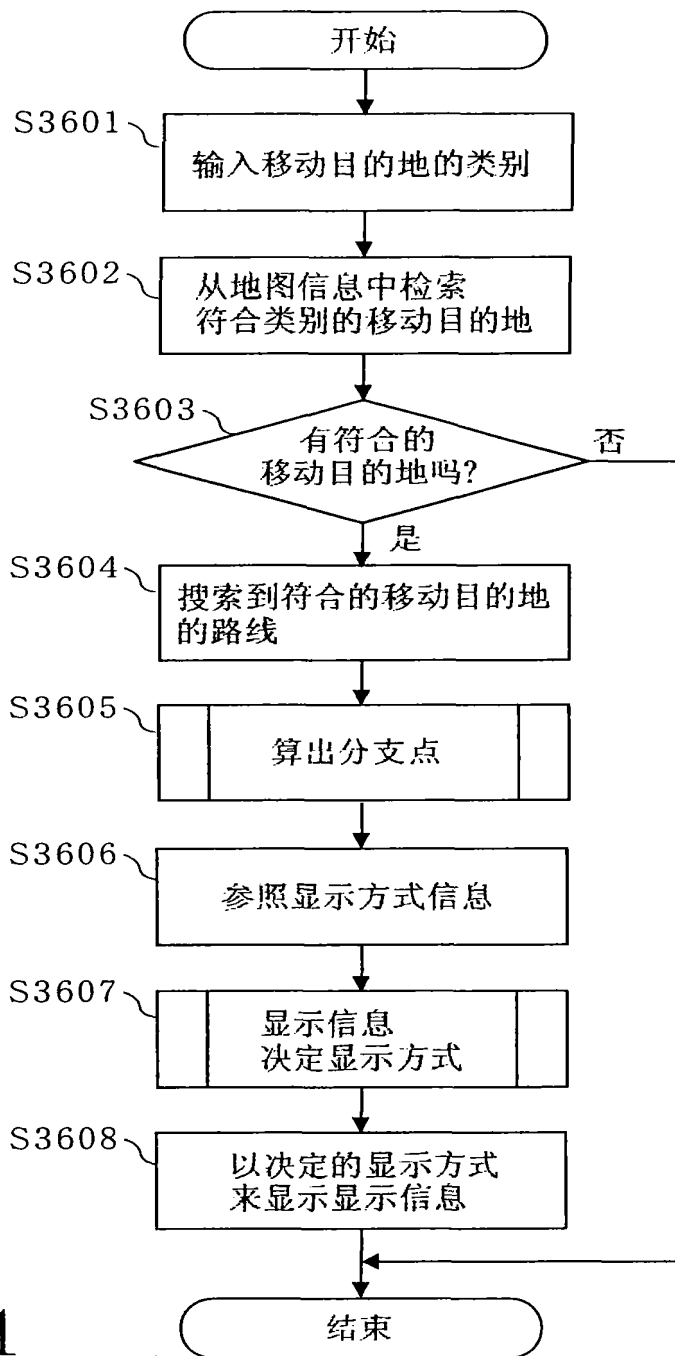 开始
S3601
输入移动目的地的类别
S3602
从地图信息中检索
符合类别的移动目的地
S3603
有符合的
移动目的地吗?
否
是
S3604
搜索到符合的移动目的地
的路线
S3605
算出分支点
S3606
参照显示方式信息
S3607
显示信息
决定显示方式
S3608
以决定的显示方式
来显示显示信息
结束